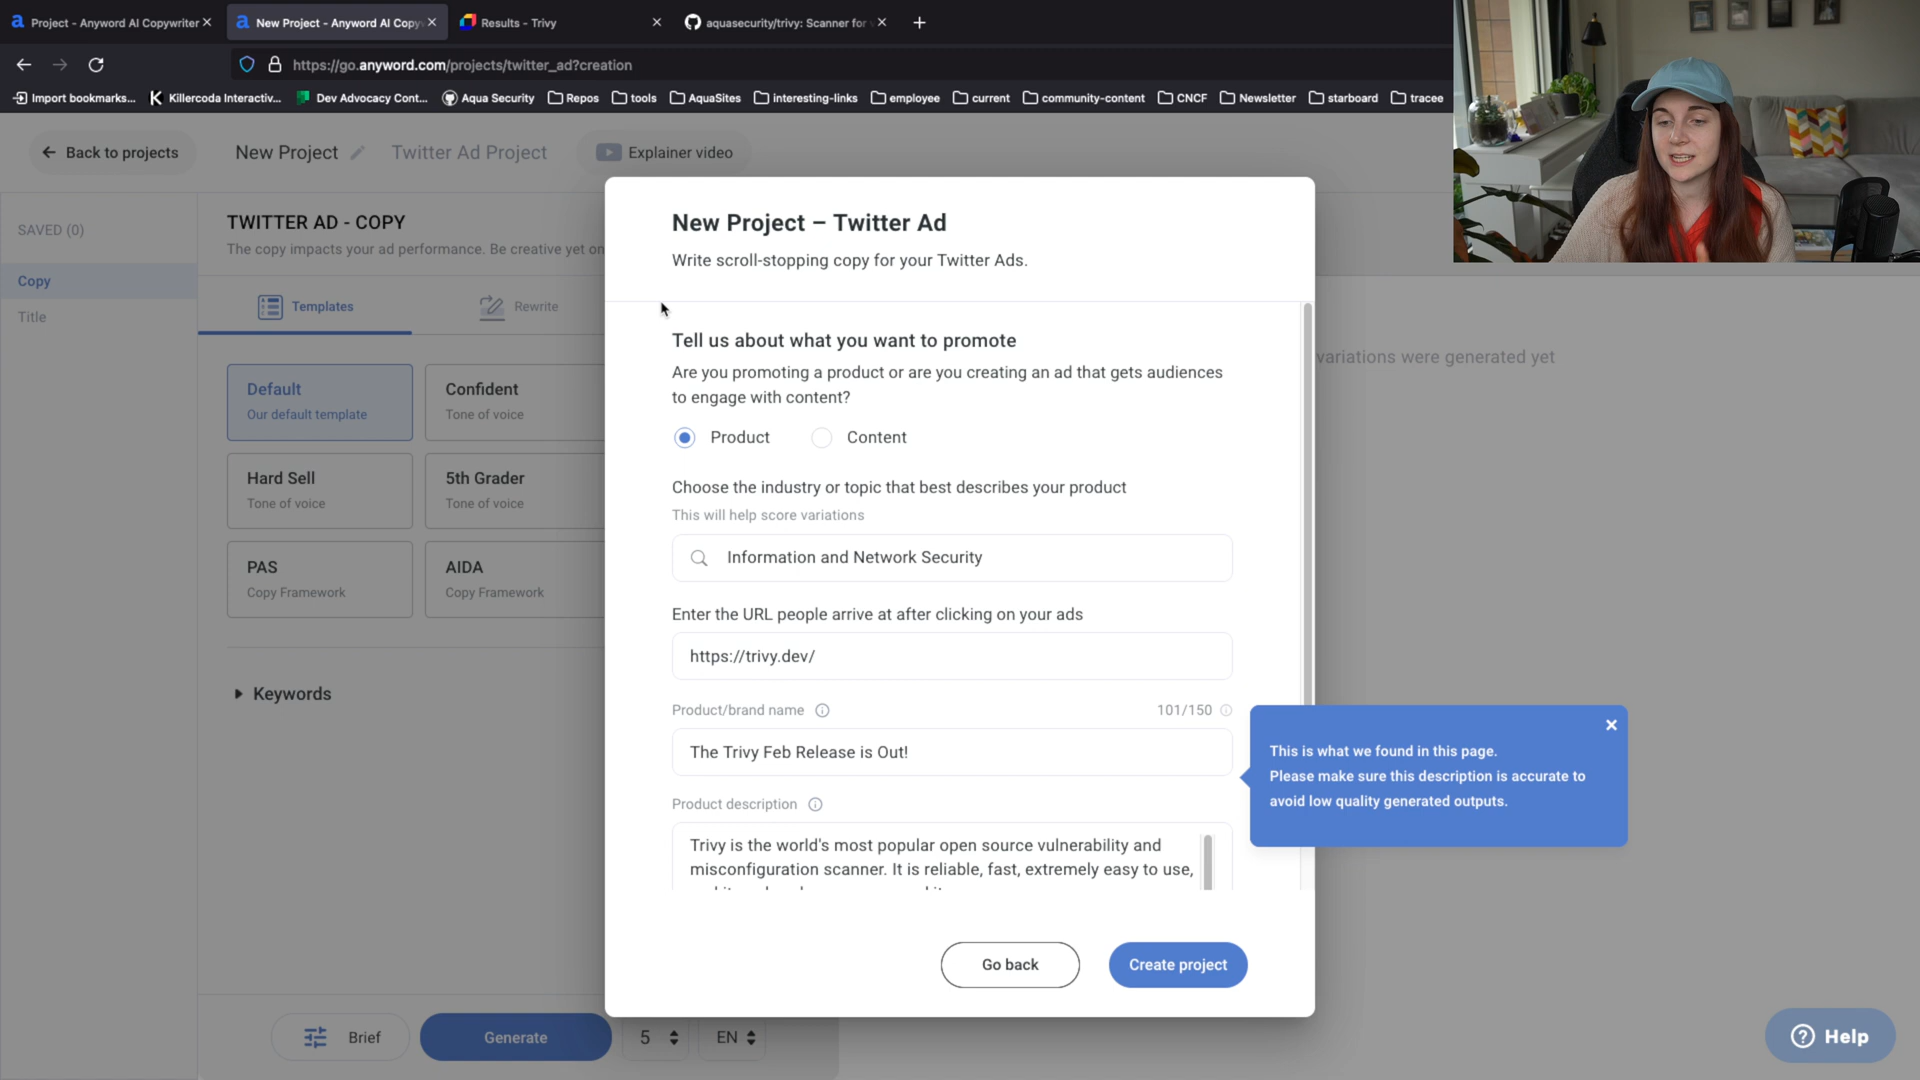 Project - Anyword AI Copywriter
New Project - Anyword AI Copy
Results – Trivy
aquasecurity/trivy: Scanner for
https://go.anyword.com/projects/twitter_ad?creation
Import bookmarks...
Killercoda Interactiv...
Dev Advocacy Cont...
Aqua Security
Repos
tools
AquaSites
interesting-links
employee
current
community-content
CNCF
Newsletter
starboard
tracee
Back to projects
New Project
Twitter Ad Project
Explainer video
SAVED (0)
Copy
Title
TWITTER AD - COPY
The copy impacts your ad performance. Be creative yet on
Templates
Rewrite
Default
Our default template
Confident
Tone of voice
Hard Sell
Tone of voice
5th Grader
Tone of voice
PAS
Copy Framework
AIDA
Copy Framework
Keywords
Brief
Generate
5
EN
New Project – Twitter Ad
Write scroll-stopping copy for your Twitter Ads.
Tell us about what you want to promote
Are you promoting a product or are you creating an ad that gets audiences
to engage with content?
Product
Content
Choose the industry or topic that best describes your product
This will help score variations
Information and Network Security
Enter the URL people arrive at after clicking on your ads
https://trivy.dev/
Product/brand name
101/150
The Trivy Feb Release is Out!
Product description
Trivy is the world's most popular open source vulnerability and
misconfiguration scanner. It is reliable, fast, extremely easy to use,
Go back
Create project
variations were generated yet
This is what we found in this page.
Please make sure this description is accurate to
avoid low quality generated outputs.
Help